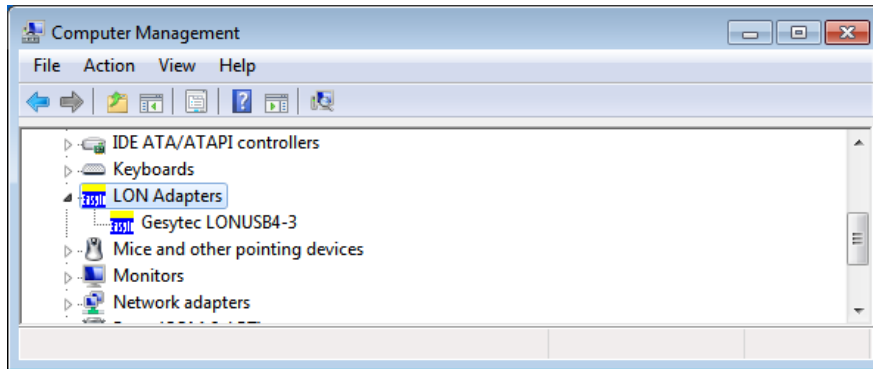 Computer Management
File Action View Help
IDE ATA/ATAPI controllers
Keyboards
LON Adapters
Gesytec LONUSB4-3
Mice and other pointing devices
Monitors
Network adapters